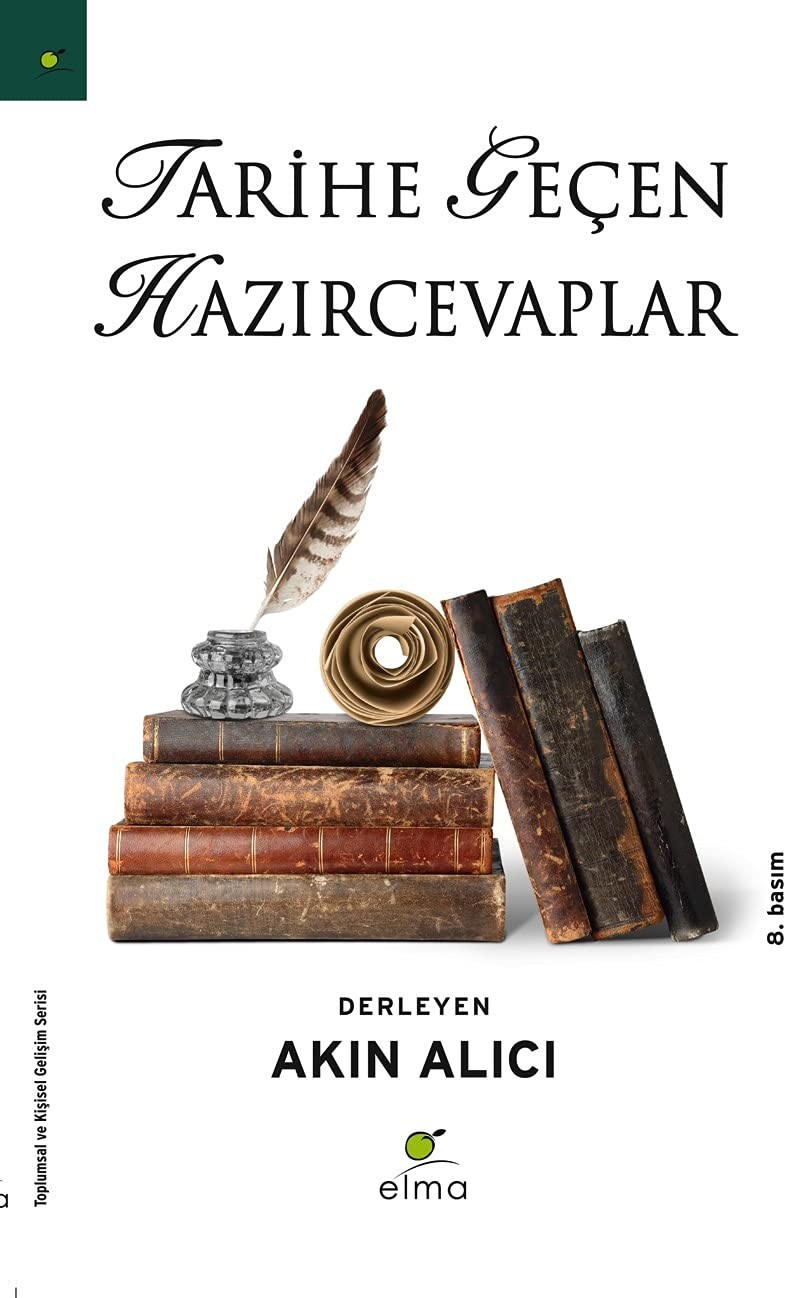 TARİHE GEÇEN
HAZIRCEVAPLAR
8. basım
DERLEYEN
AKIN ALICI
Toplumsal ve Kişisel Gelişim Serisi
elma
a